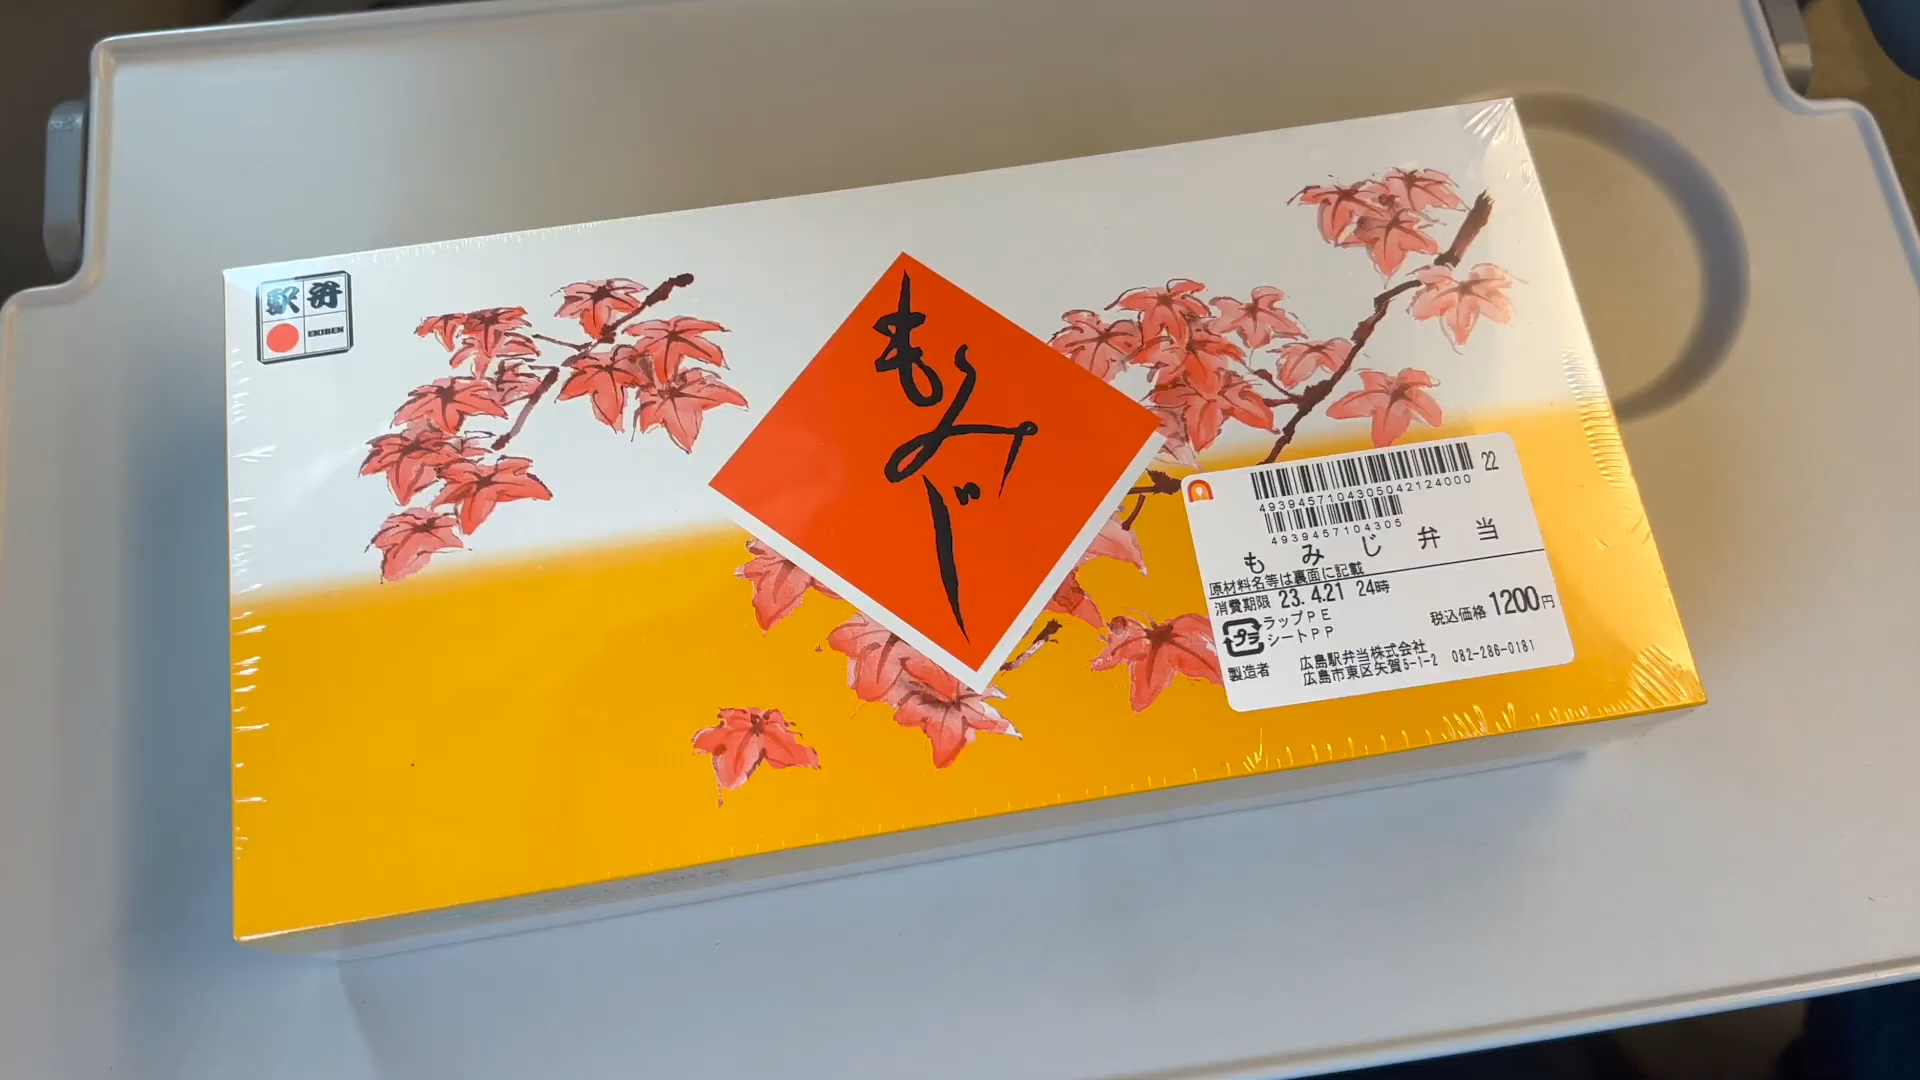 駅弁
EKIBEN
もみじ
22
4939457104305042124000
4939457104305
もみじ弁当
原材料名等は裏面に記載
消費期限 23.4.21 24時
プラ ラップPE
シートPP
税込価格 1200円
製造者 広島駅弁当株式会社
広島市東区矢賀5-1-2 082-286-0181